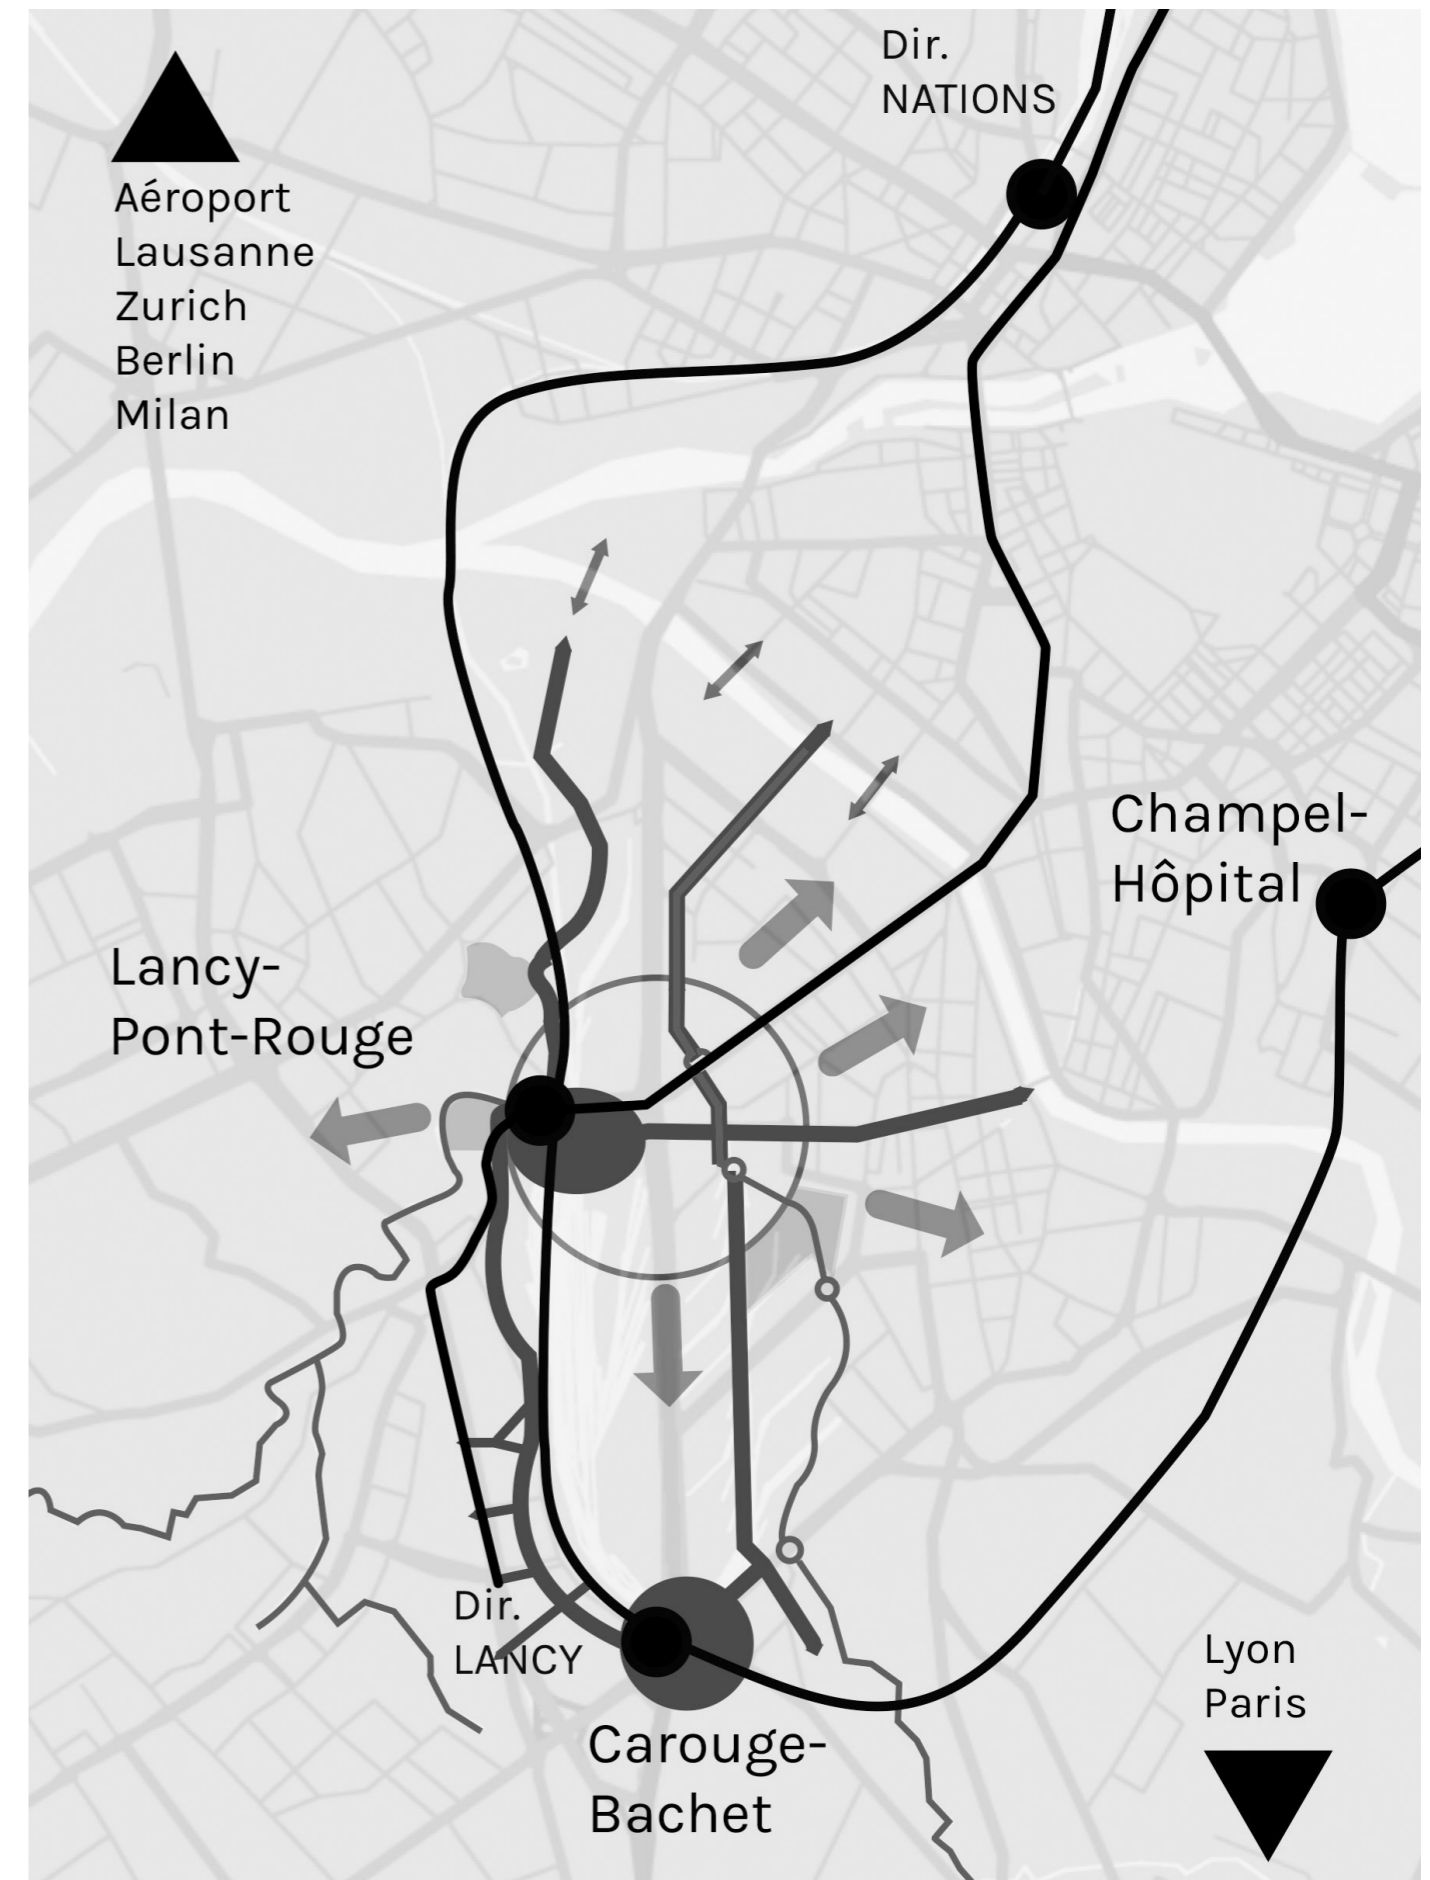 Dir.
NATIONS
Aéroport
Lausanne
Zurich
Berlin
Milan
Champel-
Hôpital
Lancy-
Pont-Rouge
Dir.
LANCY
Lyon
Paris
Carouge-
Bachet